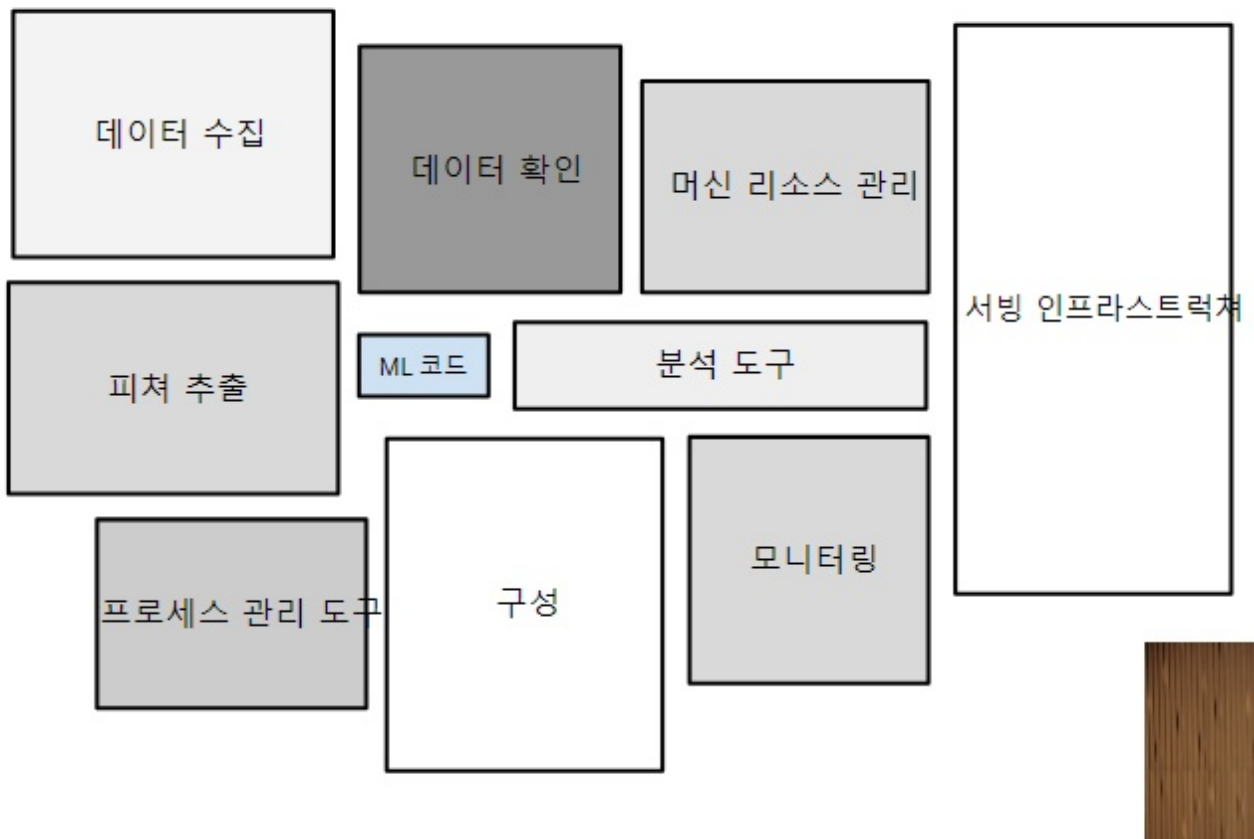 데이터 수집
데이터 확인
머신 리소스 관리
서빙 인프라스트럭쳐
피쳐 추출
ML 코드
분석 도구
프로세스 관리 도구
구성
모니터링